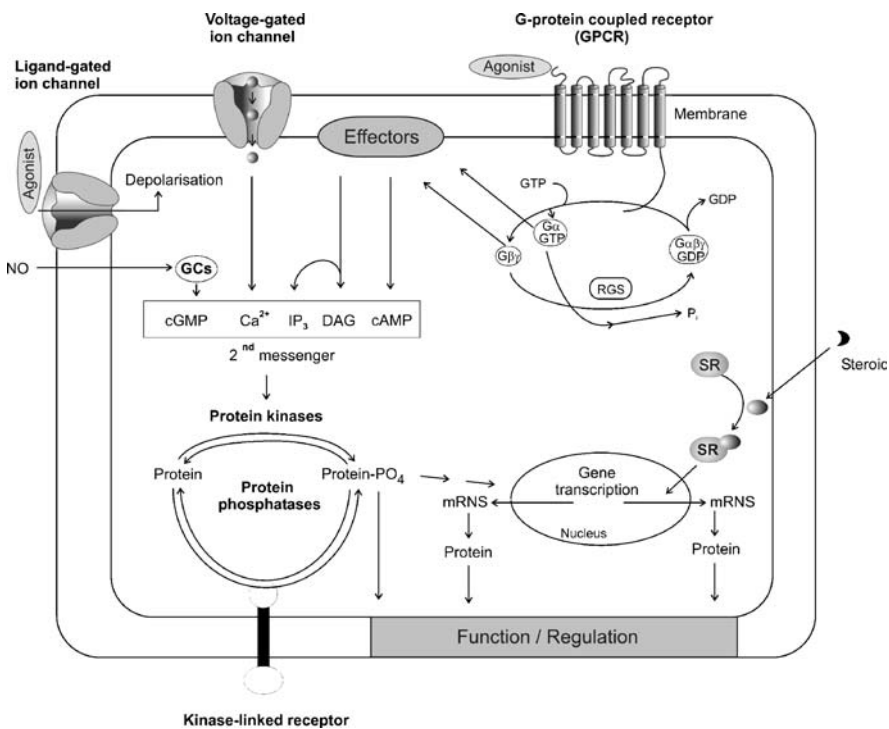 Voltage-gated
ion channel
G-protein coupled receptor
(GPCR)
Ligand-gated
ion channel
Agonist
Membrane
Effectors
Agonist
Depolarisation
GTP
GDP
Gα
GTP
Gβγ
Gαβγ
GDP
NO
GCs
RGS
cGMP Ca²⁺ IP₃ DAG cAMP
Pᵢ
2ⁿᵈ messenger
SR
Steroid
Protein kinases
SR
Protein
Protein-PO₄
Protein
phosphatases
Gene
transcription
mRNS
mRNS
Nucleus
Protein
Protein
Function / Regulation
Kinase-linked receptor